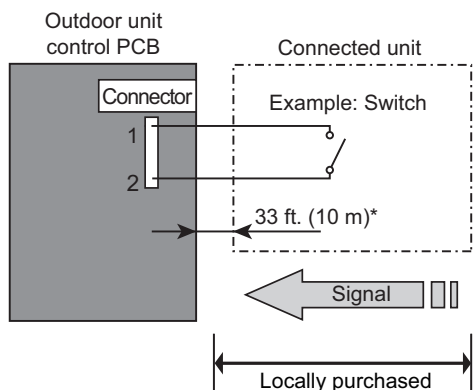 Outdoor unit
control PCB
Connected unit
Connector
Example: Switch
1
2
33 ft. (10 m)*
Signal
Locally purchased